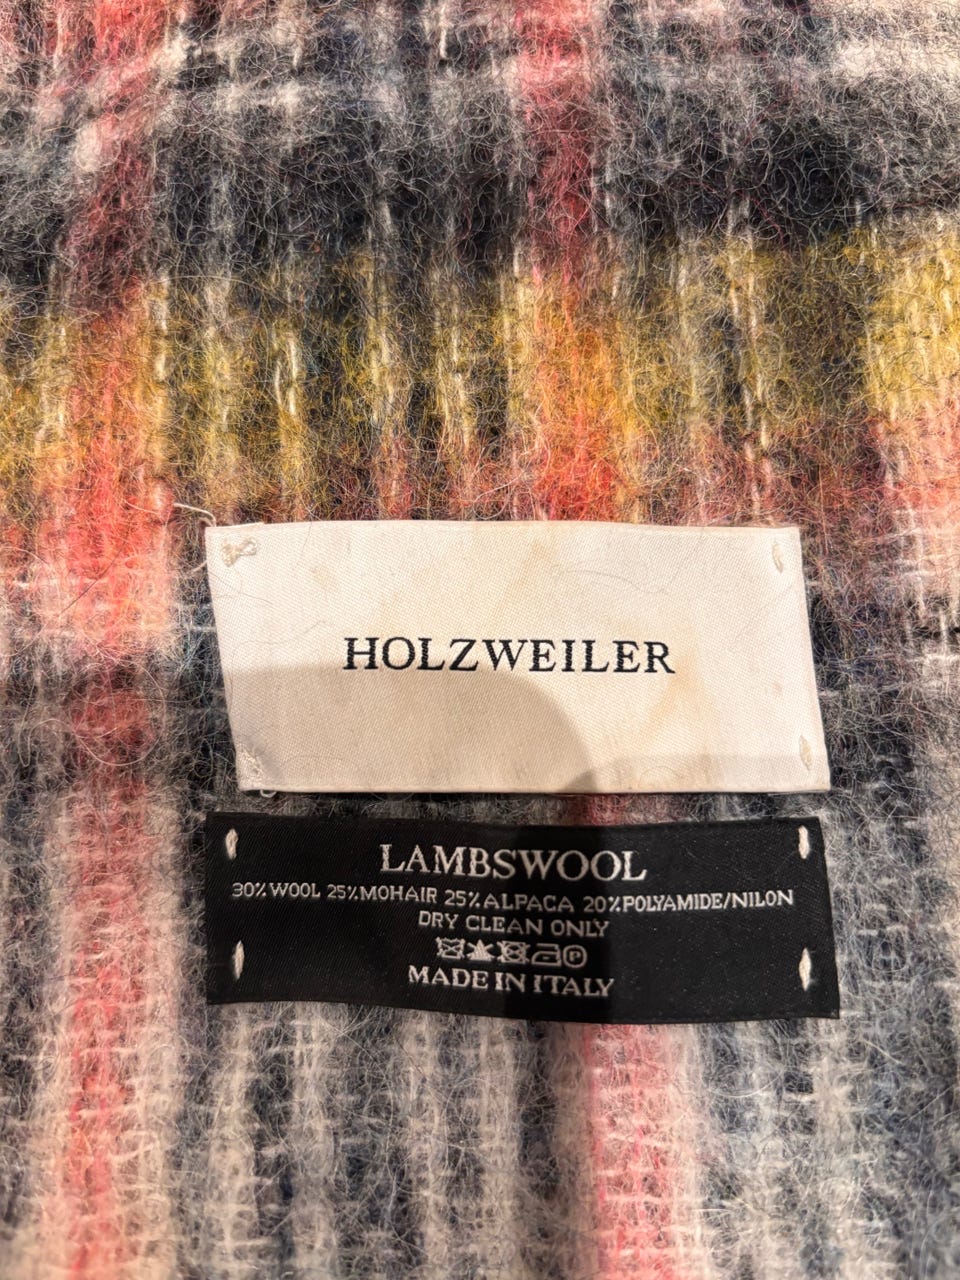 HOLZWEILER
LAMBSWOOL
30%WOOL 25%MOHAIR 25%ALPACA 20%POLYAMIDE/NILON
DRY CLEAN ONLY
P
MADE IN ITALY